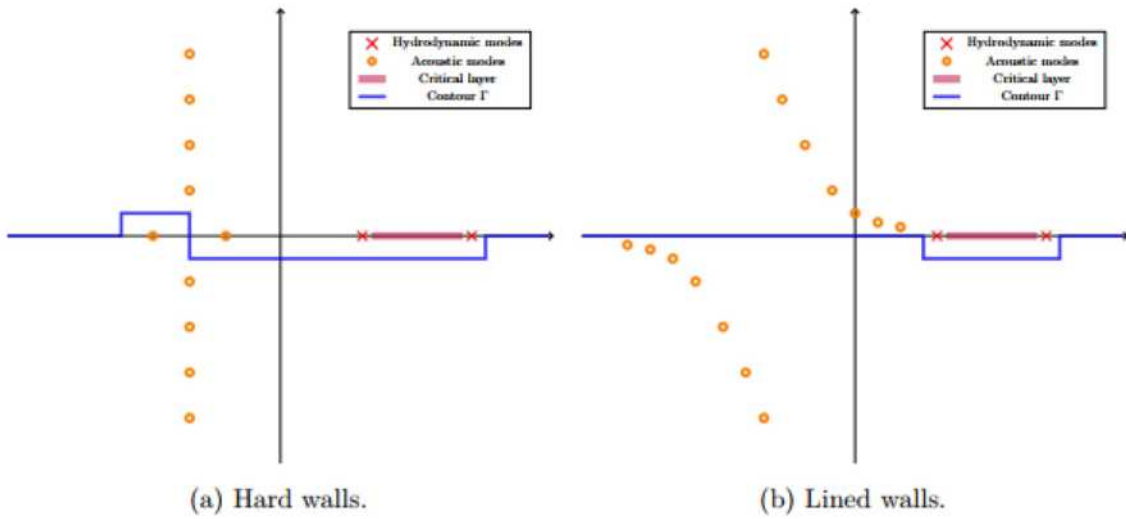 Hydrodynamic modes
Acoustic modes
Critical layer
Contour Γ
Hydrodynamic modes
Acoustic modes
Critical layer
Contour Γ
(a) Hard walls.
(b) Lined walls.